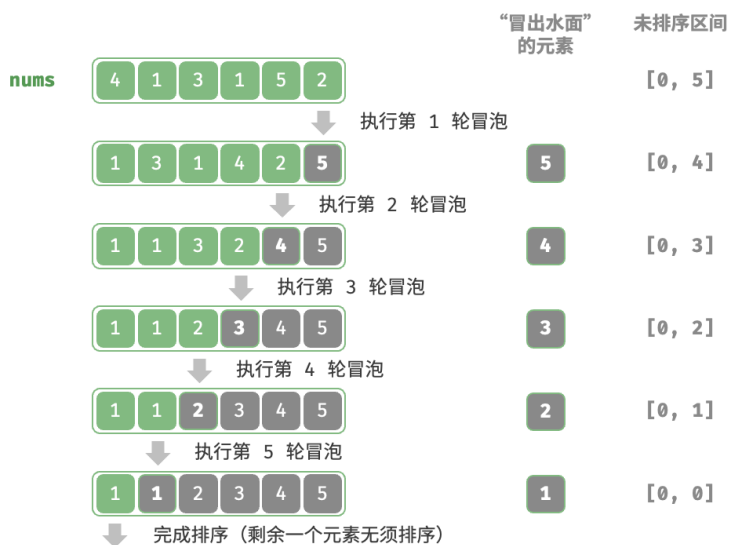 “冒出水面”
的元素
未排序区间
nums 4 1 3 1 5 2 [0, 5]
执行第 1 轮冒泡
1 3 1 4 2 5 5 [0, 4]
执行第 2 轮冒泡
1 1 3 2 4 5 4 [0, 3]
执行第 3 轮冒泡
1 1 2 3 4 5 3 [0, 2]
执行第 4 轮冒泡
1 1 2 3 4 5 2 [0, 1]
执行第 5 轮冒泡
1 1 2 3 4 5 1 [0, 0]
完成排序（剩余一个元素无须排序）